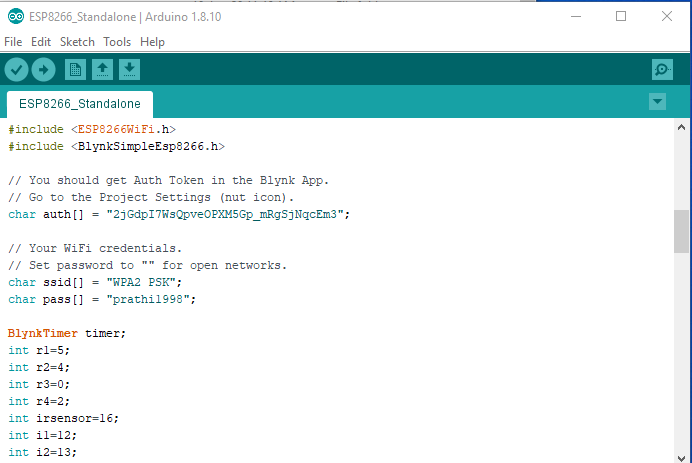 ESP8266_Standalone | Arduino 1.8.10
File Edit Sketch Tools Help
ESP8266_Standalone
#include <ESP8266WiFi.h>
#include <BlynkSimpleEsp8266.h>
// You should get Auth Token in the Blynk App.
// Go to the Project Settings (nut icon).
char auth[] = "2jGdpI7WsQpveOPXM5Gp_mRgSjNqcEm3";
// Your WiFi credentials.
// Set password to "" for open networks.
char ssid[] = "WPA2 PSK";
char pass[] = "prathi1998";
BlynkTimer timer;
int r1=5;
int r2=4;
int r3=0;
int r4=2;
int irsensor=16;
int i1=12;
int i2=13;